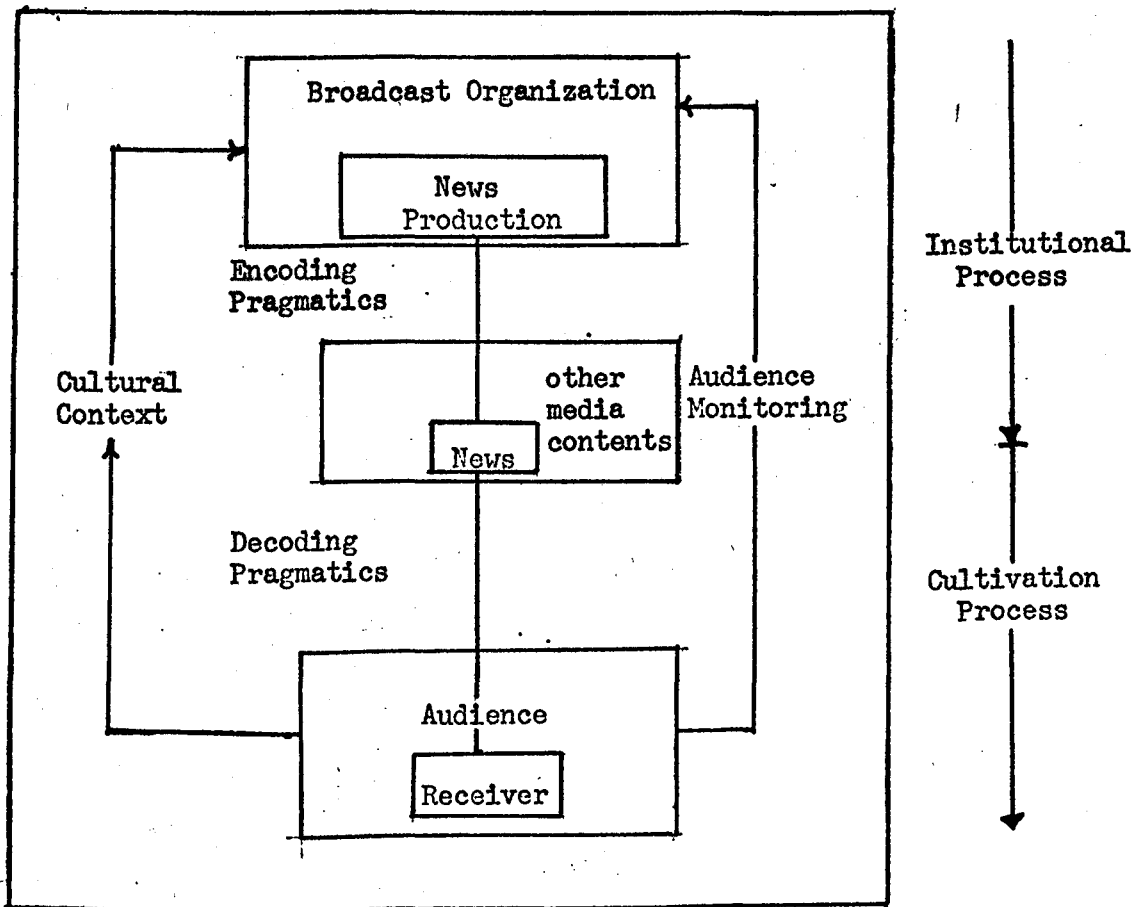 Broadcast Organization
News
Production
Encoding
Pragmatics
Institutional
Process
Cultural
Context
other
media
contents
News
Audience
Monitoring
Decoding
Pragmatics
Cultivation
Process
Audience
Receiver